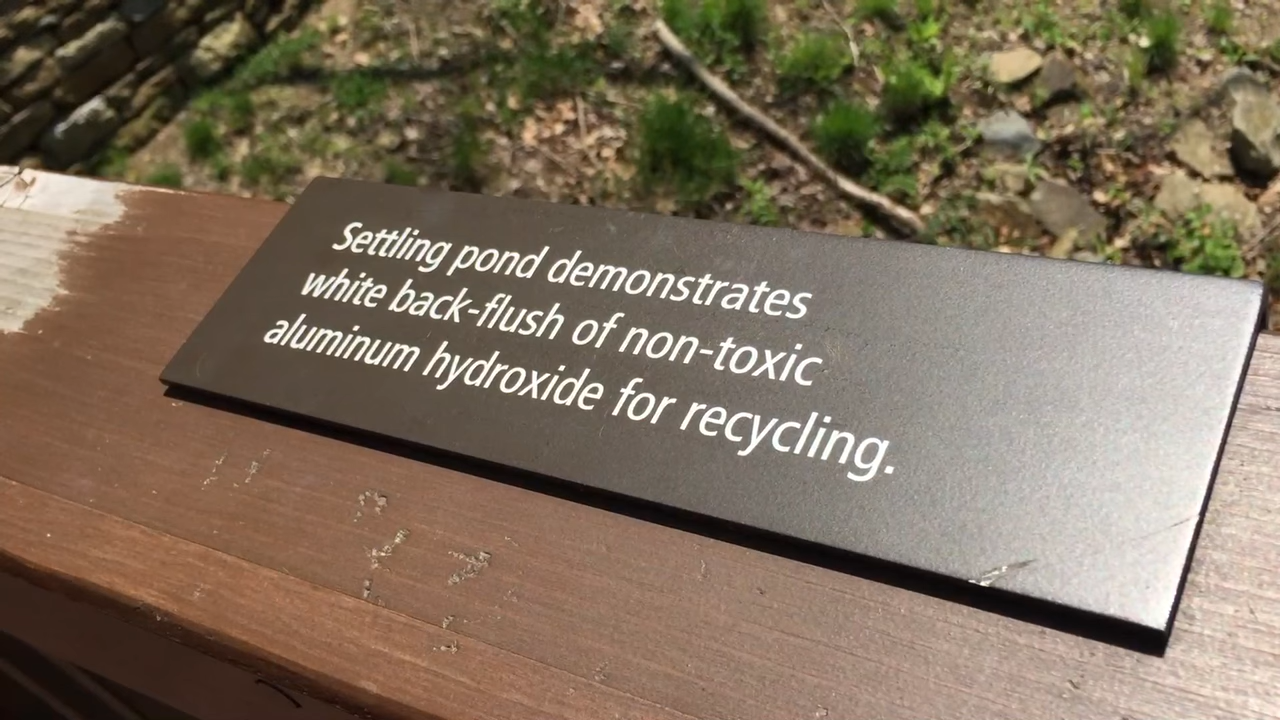 Settling pond demonstrates
white back-flush of non-toxic
aluminum hydroxide for recycling.